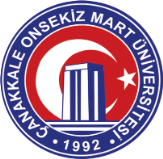 ÇANAKKALE ONSEKİZ MART ÜNİVERSİTESİ
• 1992 •